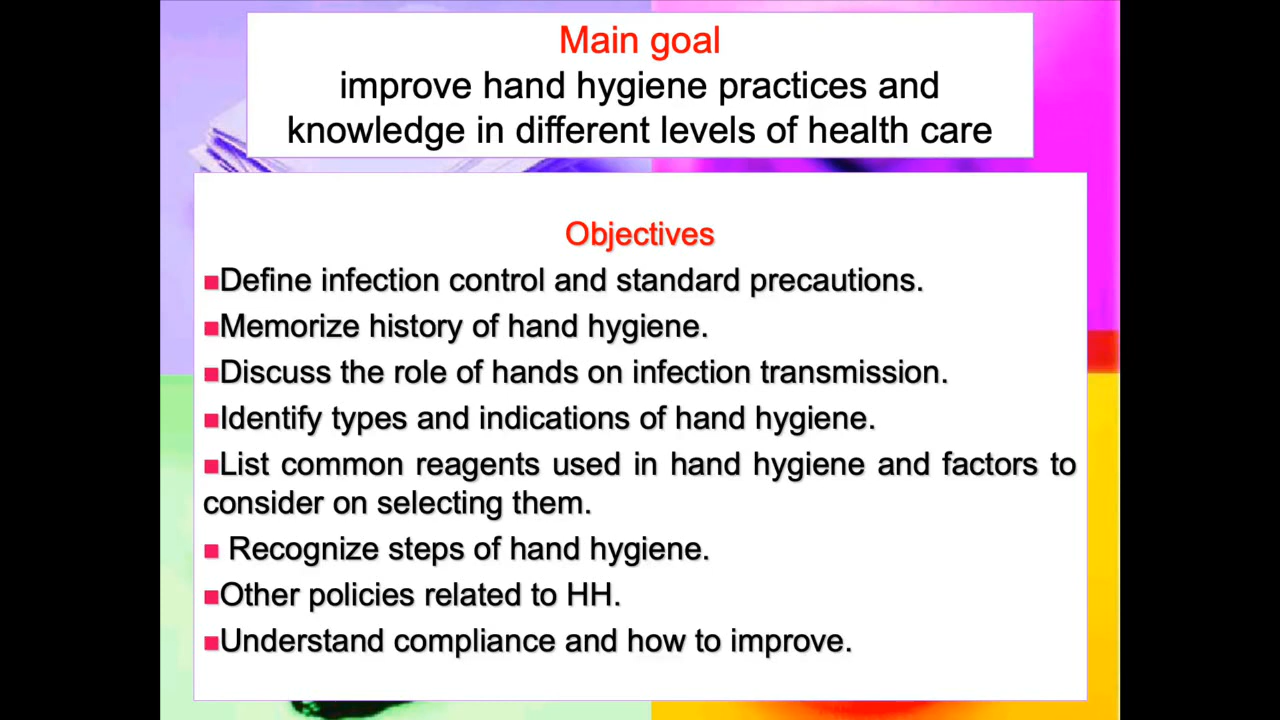 Main goal
improve hand hygiene practices and
knowledge in different levels of health care
Objectives
■Define infection control and standard precautions.
■Memorize history of hand hygiene.
■Discuss the role of hands on infection transmission.
■Identify types and indications of hand hygiene.
■List common reagents used in hand hygiene and factors to
consider on selecting them.
■ Recognize steps of hand hygiene.
■Other policies related to HH.
■Understand compliance and how to improve.